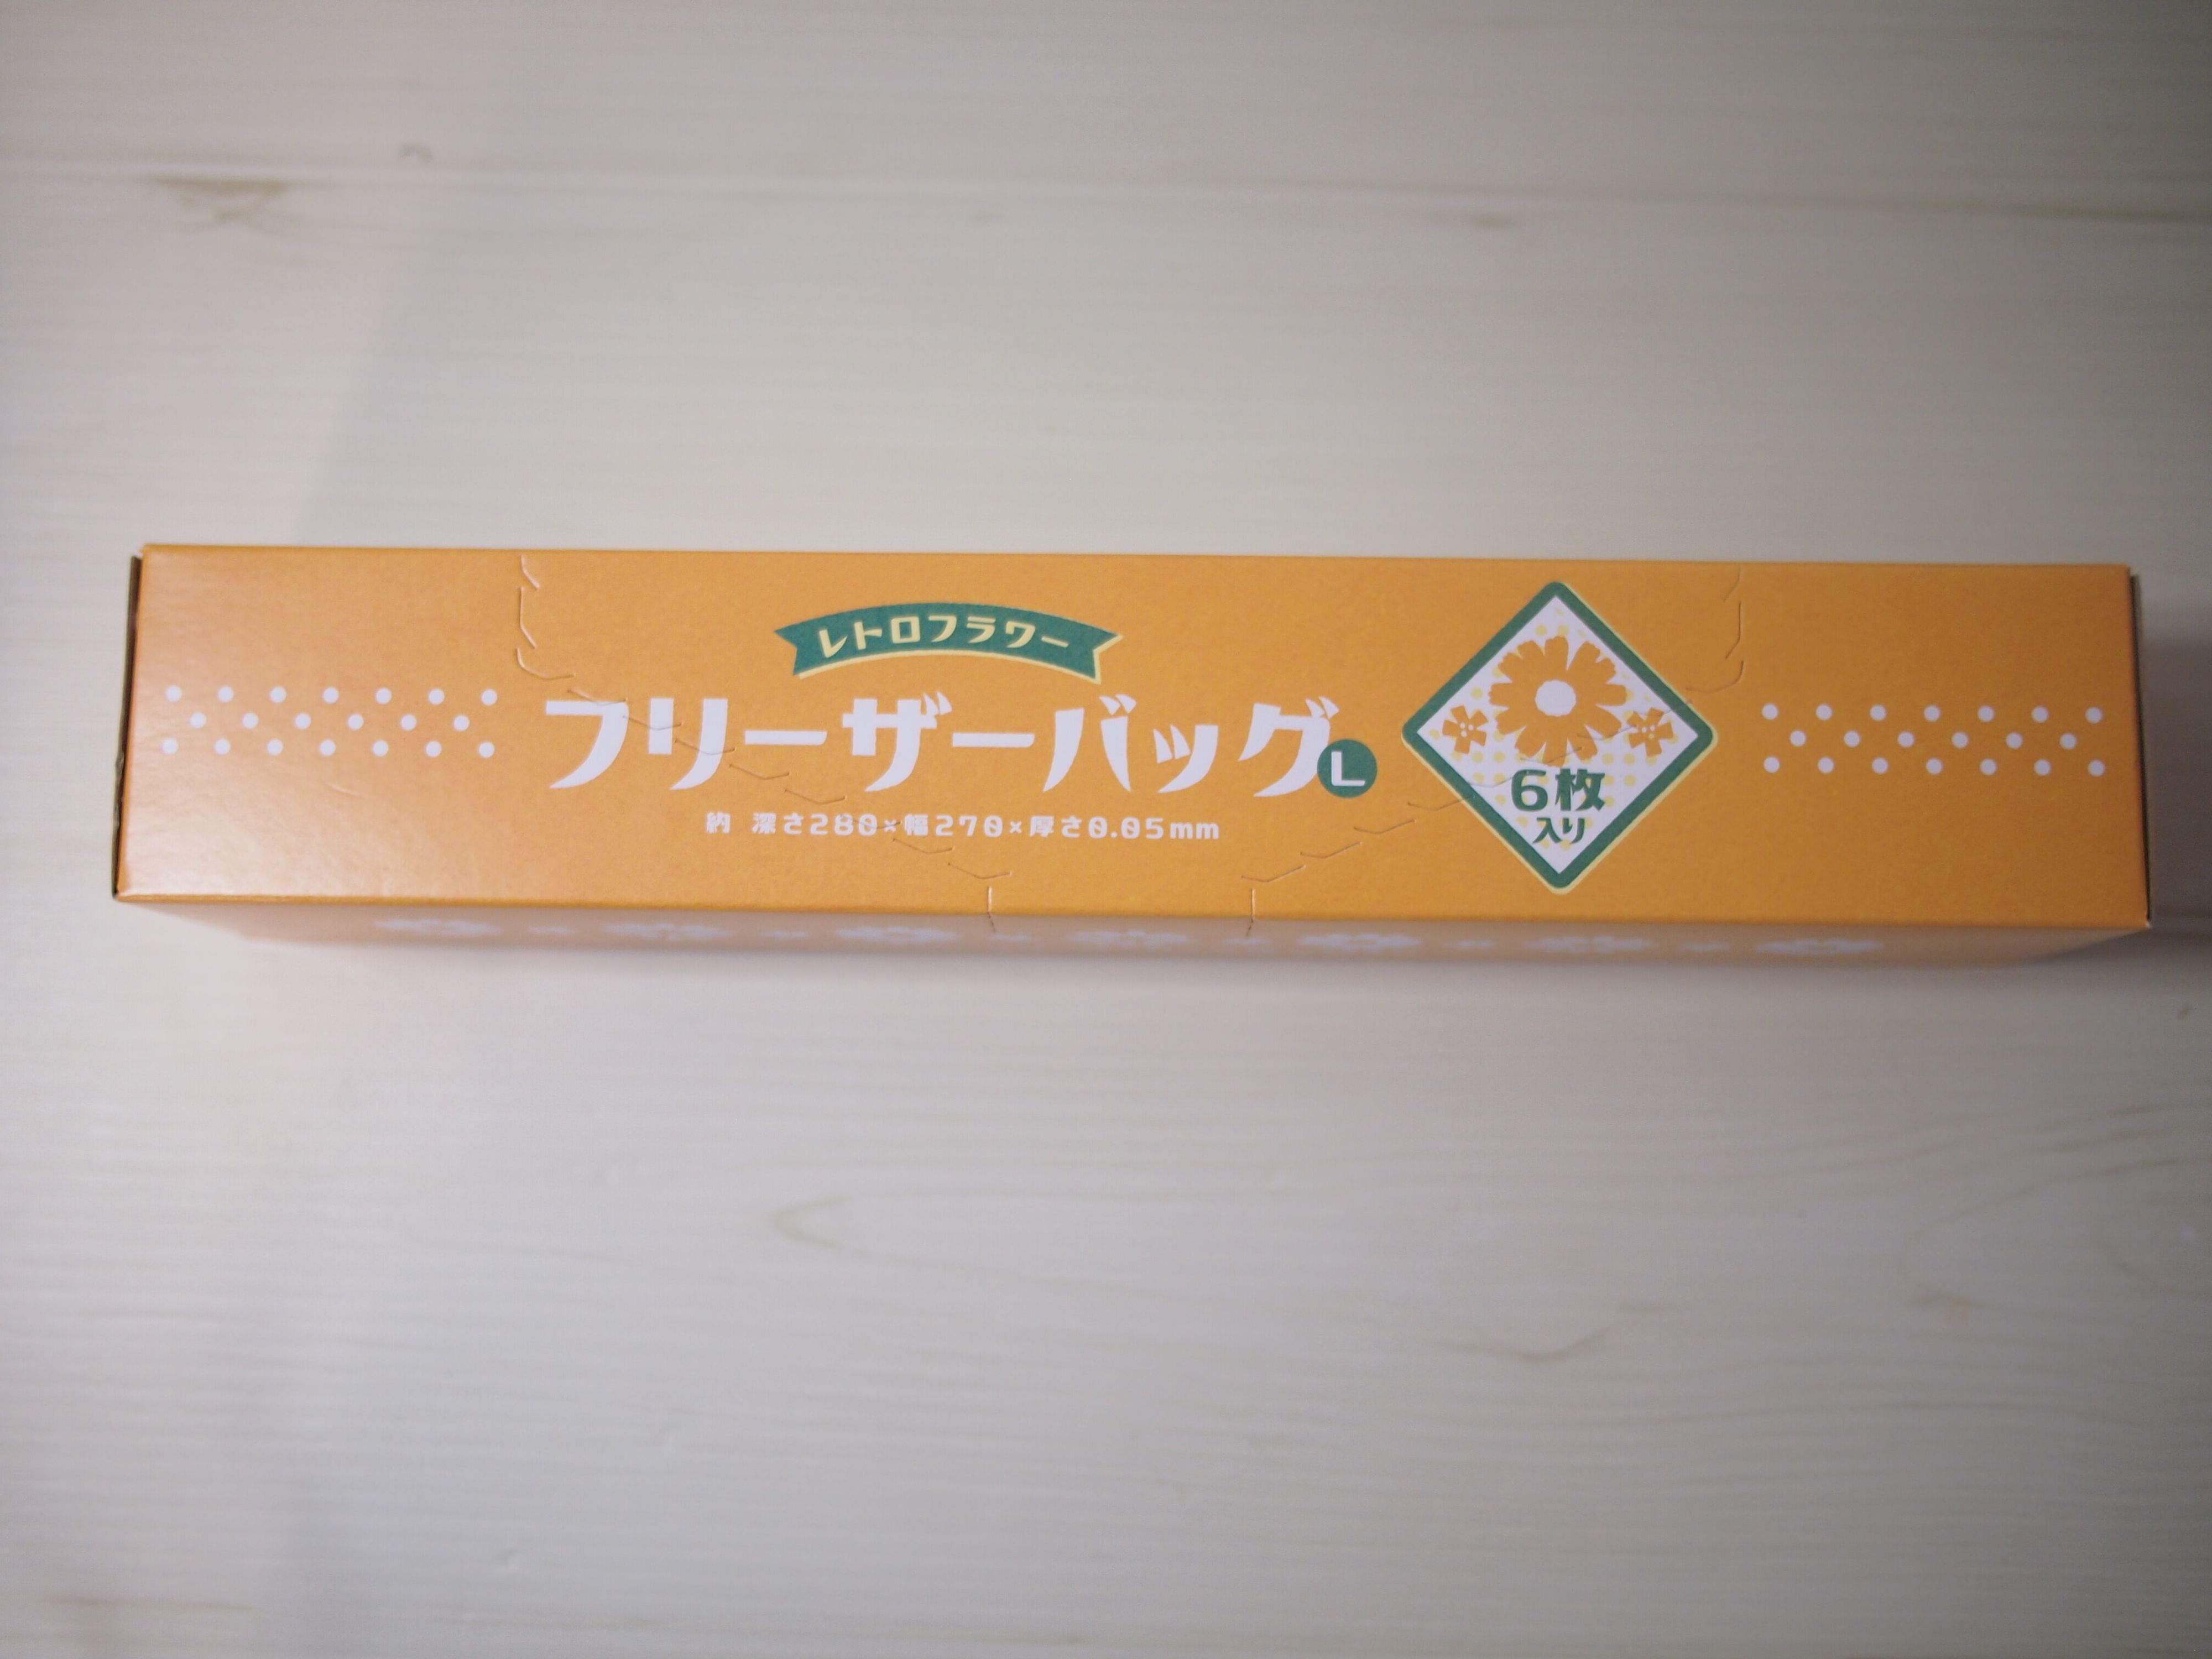 レトロフラワー
フリーザーバッグL
約 深さ280×幅270×厚さ0.05mm
6枚
入り